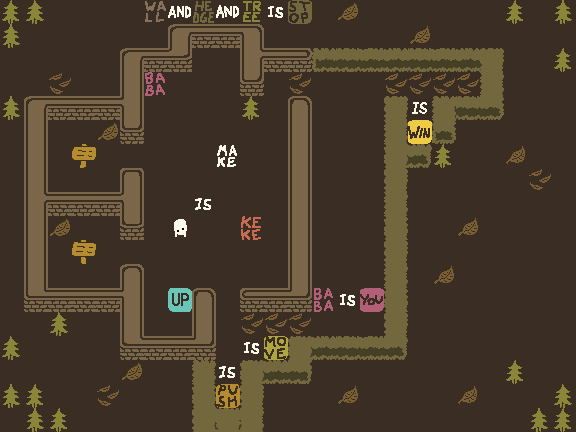 WALL AND HEDGE AND TREE IS STOP
BABA
IS
WIN
MAKE
IS
KEKE
UP
BABA IS YOU
IS MOVE
IS
PUSH